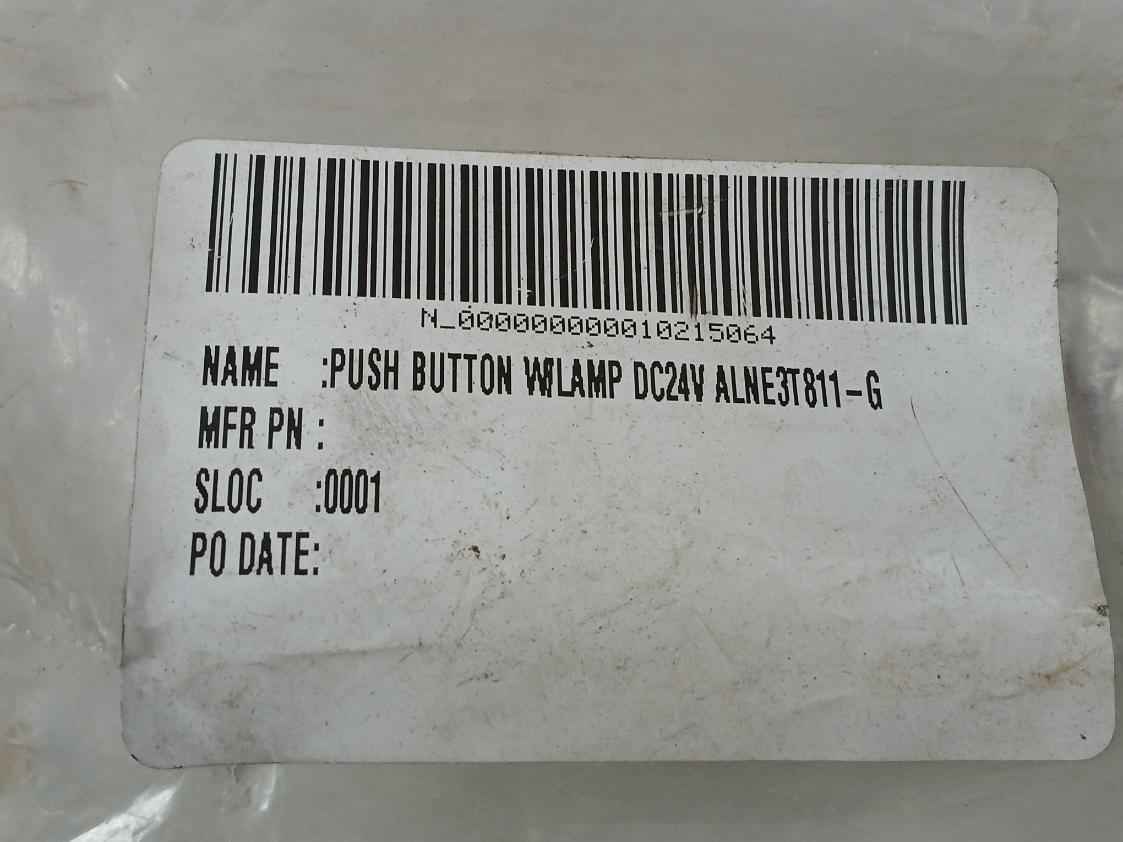 N_000000000010215064
NAME :PUSH BUTTON W/LAMP DC24V ALNE3T811-G
MFR PN :
SLOC :0001
PO DATE: